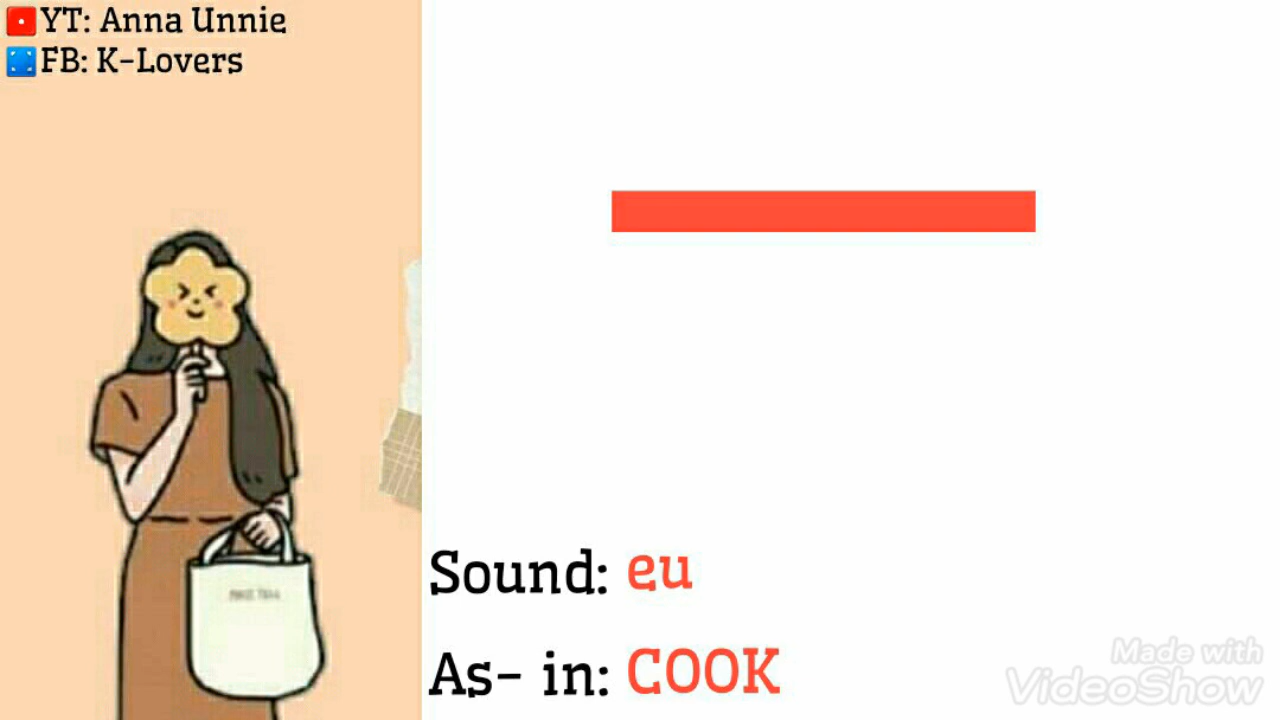 YT: Anna Unnie
FB: K-Lovers
ㅡ
Sound: eu
As- in: COOK
Made with
VideoShow